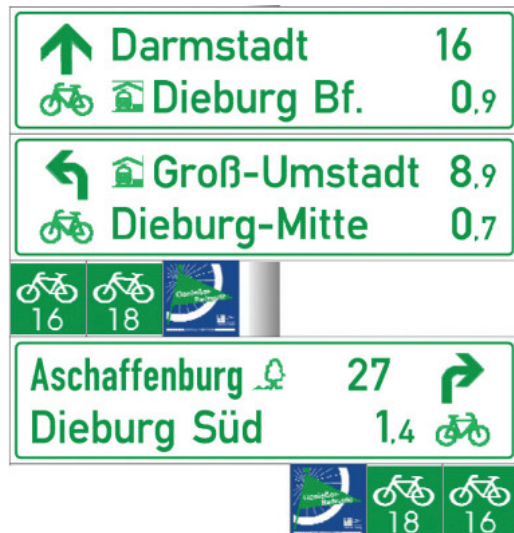 Darmstadt 16
Dieburg Bf. 0,9
Groß-Umstadt 8,9
Dieburg-Mitte 0,7
16 18
Aschaffenburg 27
Dieburg Süd 1,4
18 16